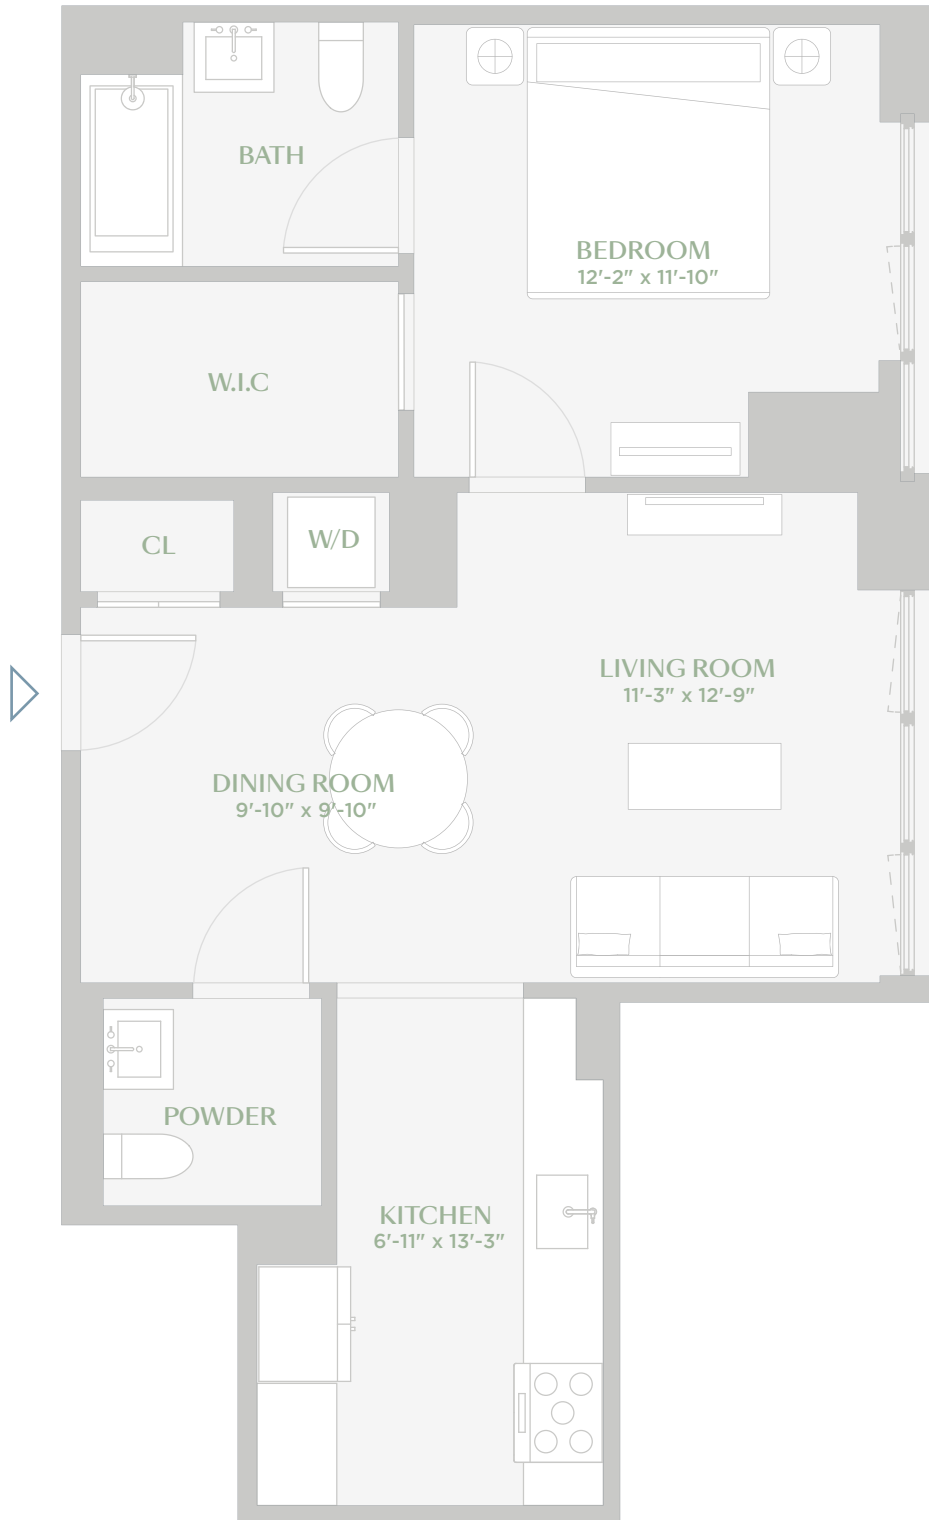 BATH
BEDROOM
12'-2" x 11'-10"
W.I.C
CL
W/D
LIVING ROOM
11'-3" x 12'-9"
DINING ROOM
9'-10" x 9'-10"
POWDER
KITCHEN
6'-11" x 13'-3"